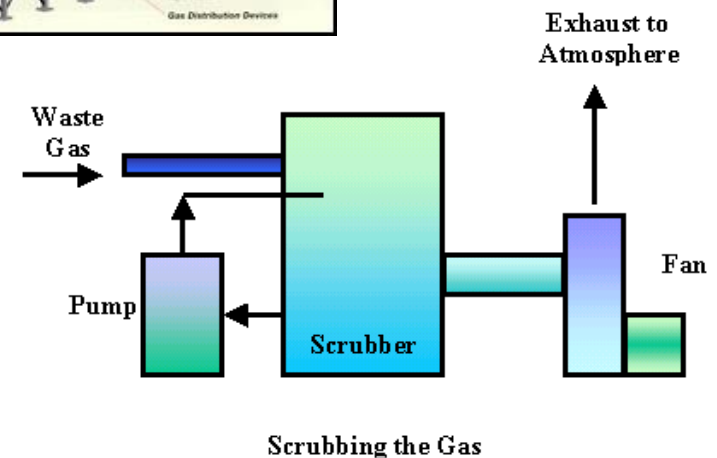 Gas Distribution Devices
Exhaust to
Atmosphere
Waste
Gas
Fan
Pump
Scrubber
Scrubbing the Gas